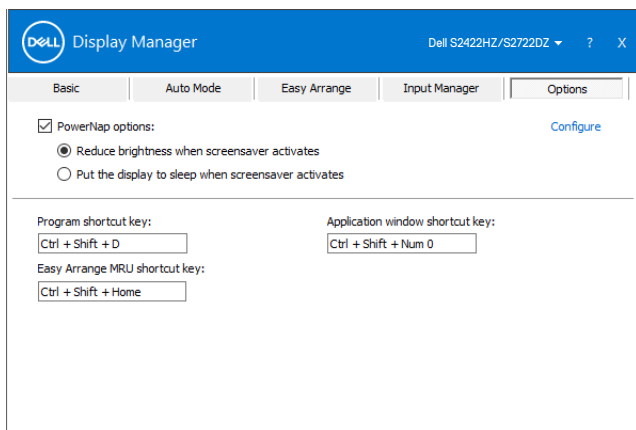 DELL Display Manager
Dell S2422HZ/S2722DZ ? X
Basic Auto Mode Easy Arrange Input Manager Options
PowerNap options: Configure
Reduce brightness when screensaver activates
Put the display to sleep when screensaver activates
Program shortcut key: Application window shortcut key:
Ctrl + Shift + D Ctrl + Shift + Num 0
Easy Arrange MRU shortcut key:
Ctrl + Shift + Home